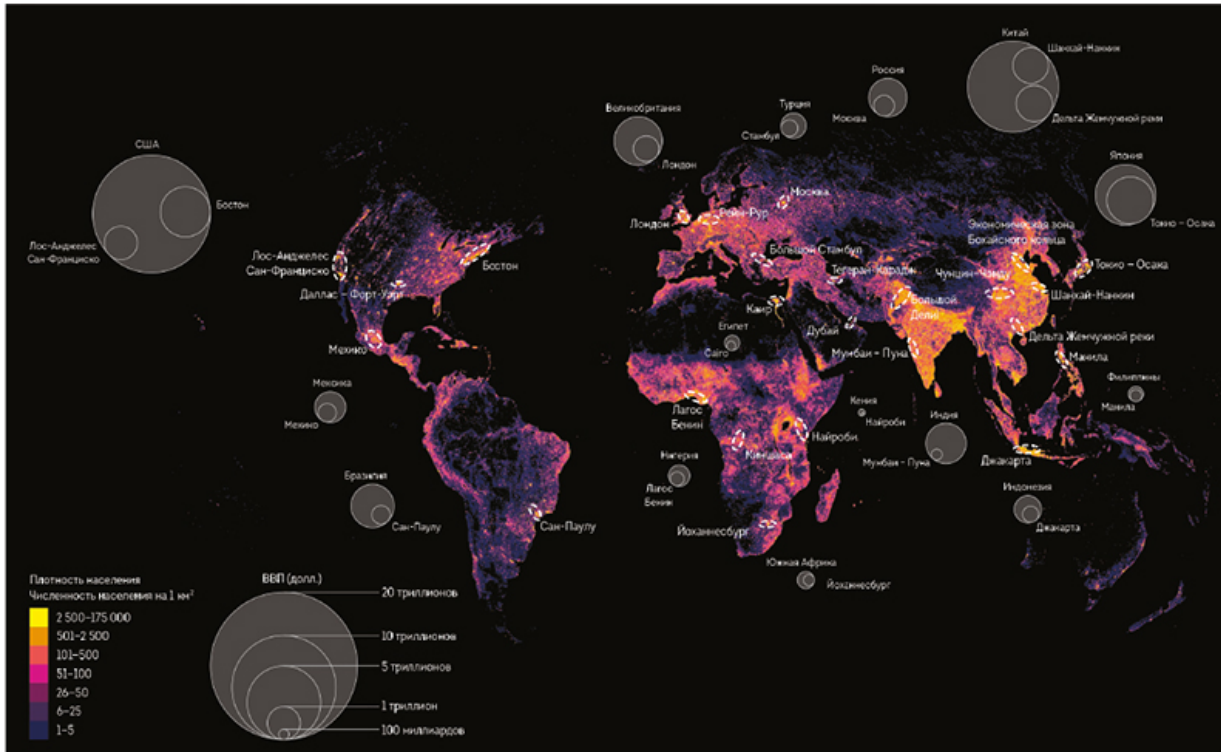 Китай
Шанхай-Нанкин
Дельта Жемчужной реки
Россия
Москва
Турция
Стамбул
Великобритания
Лондон
США
Бостон
Лос-Анджелес
Сан-Франциско
Япония
Токио – Осака
Москва
Лондон
Рейн-Рур
Экономическая зона
Бохайского кольца
Лос-Анджелес
Сан-Франциско
Бостон
Большой Стамбул
Тегеран-Карадж
Чунцин-Чэнду
Токио – Осака
Даллас – Форт-Уэрт
Каир
Большой
Дели
Шанхай-Нанкин
Дубай
Египет
Cairo
Мехико
Мумбаи – Пуна
Дельта Жемчужной реки
Манила
Филиппины
Манила
Мексика
Мехико
Лагос
Бенин
Кения
Найроби
Индия
Мумбаи – Пуна
Найроби
Киншаса
Джакарта
Нигерия
Лагос
Бенин
Бразилия
Сан-Паулу
Сан-Паулу
Йоханнесбург
Индонезия
Джакарта
Южная Африка
Йоханнесбург
Плотность населения
Численность населения на 1 км²
2 500–175 000
501–2 500
101–500
51–100
26–50
6–25
1–5
ВВП (долл.)
20 триллионов
10 триллионов
5 триллионов
1 триллион
100 миллиардов